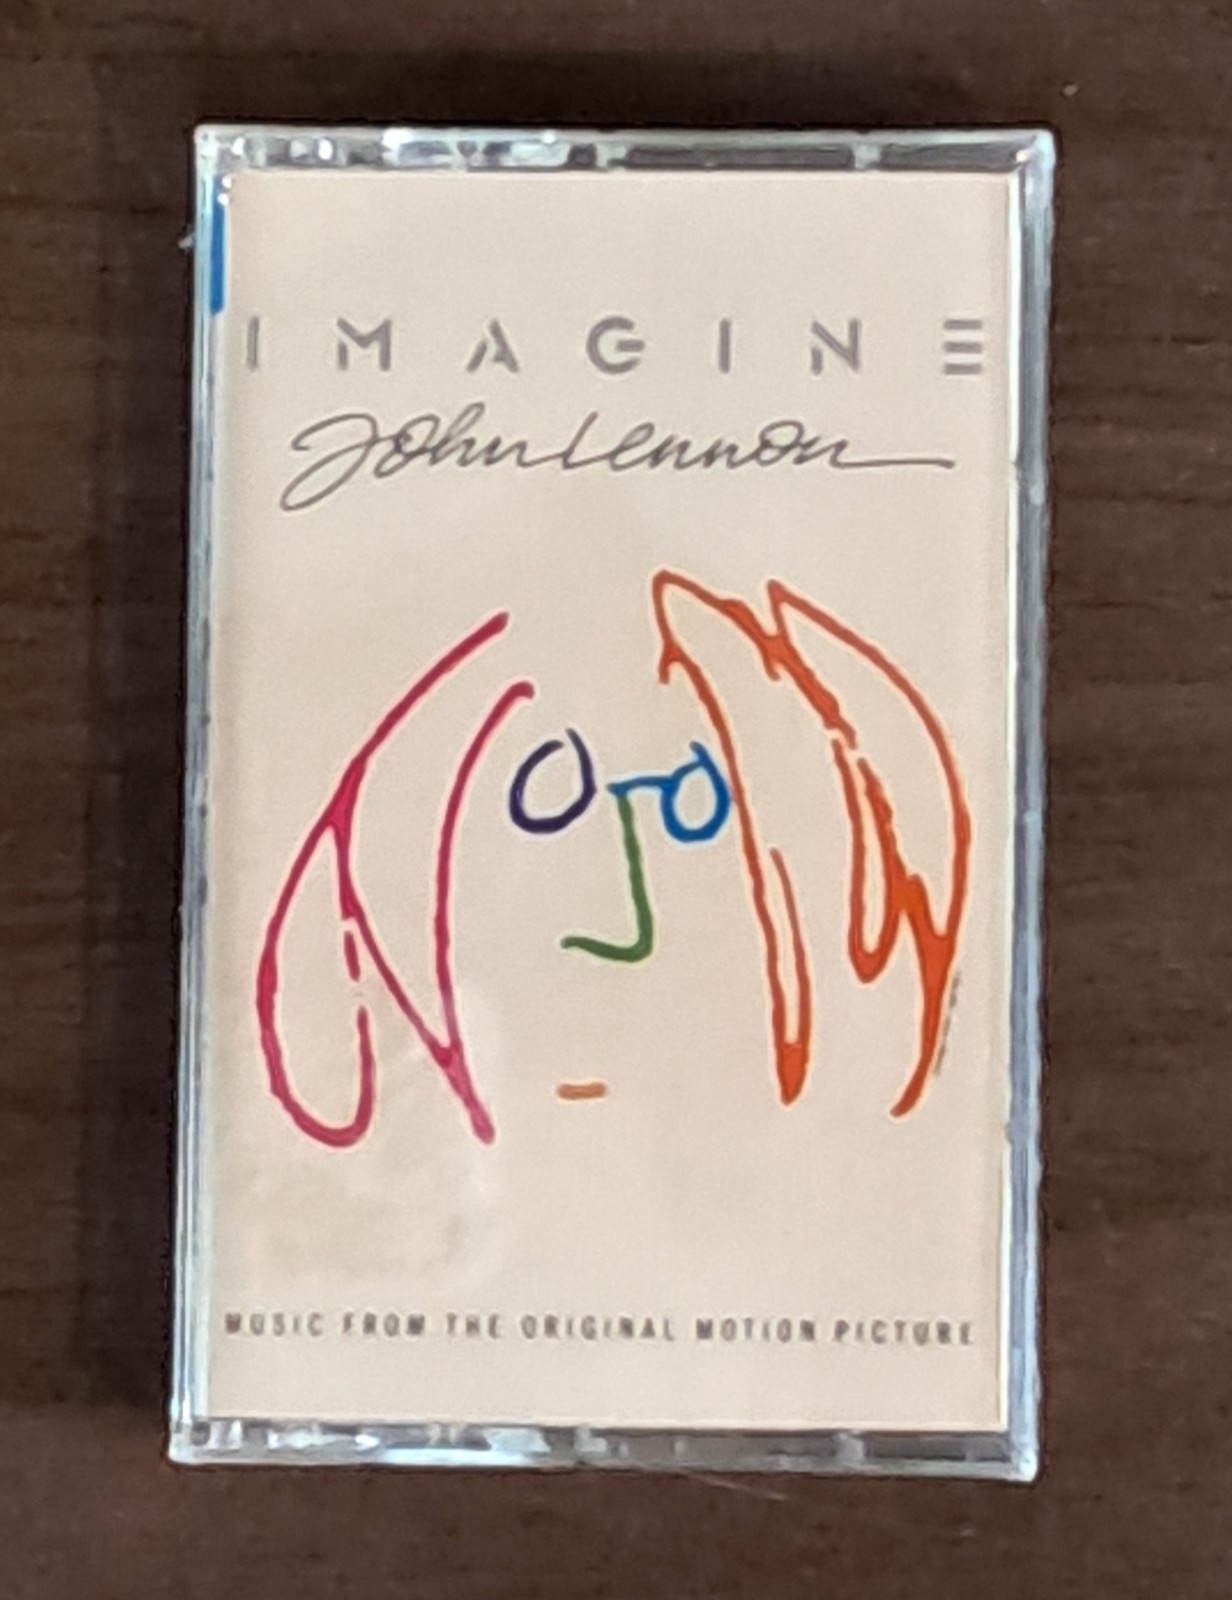 IMAGINE
John Lennon
MUSIC FROM THE ORIGINAL MOTION PICTURE